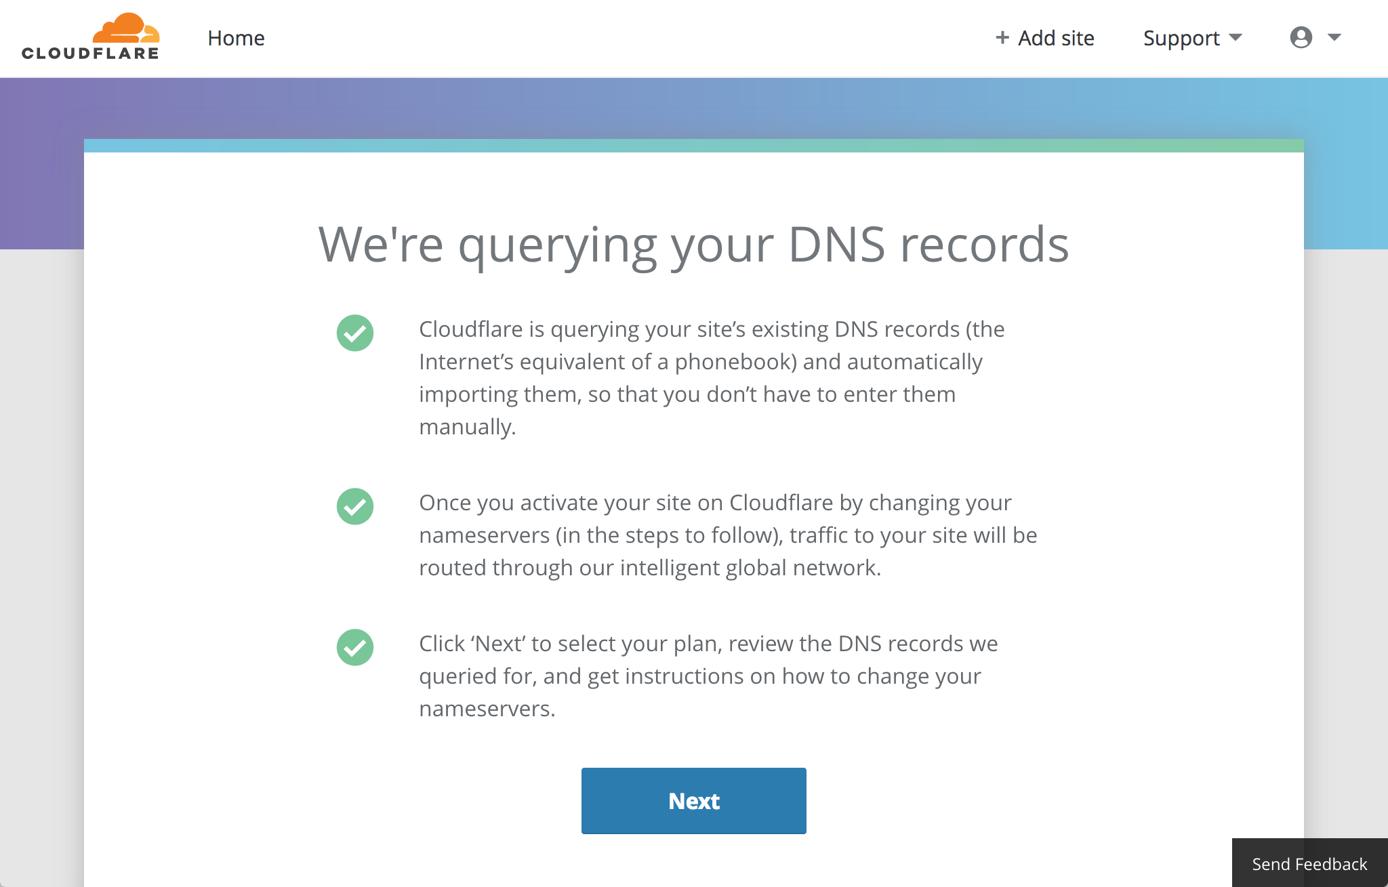 CLOUDFLARE
Home
+ Add site
Support
We're querying your DNS records
Cloudflare is querying your site’s existing DNS records (the
Internet’s equivalent of a phonebook) and automatically
importing them, so that you don’t have to enter them
manually.
Once you activate your site on Cloudflare by changing your
nameservers (in the steps to follow), traffic to your site will be
routed through our intelligent global network.
Click ‘Next’ to select your plan, review the DNS records we
queried for, and get instructions on how to change your
nameservers.
Next
Send Feedback